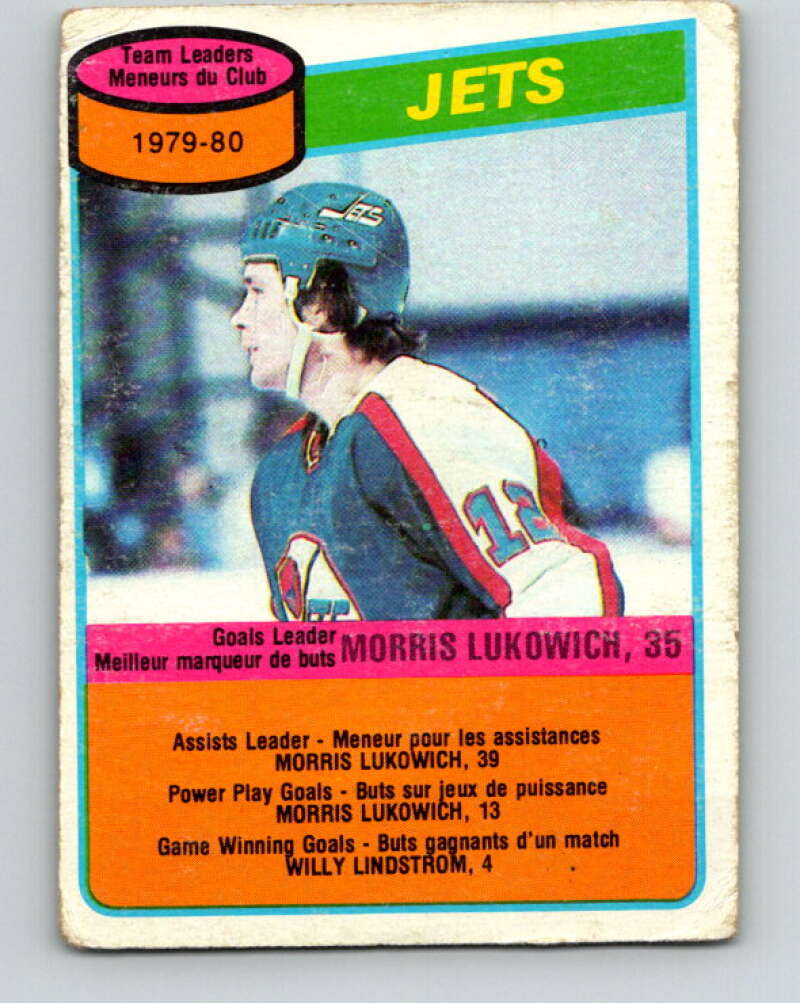 Team Leaders
Meneurs du Club
1979-80
JETS
JETS
12
Goals Leader
Meilleur marqueur de buts
MORRIS LUKOWICH, 35
Assists Leader - Meneur pour les assistances
MORRIS LUKOWICH, 39
Power Play Goals - Buts sur jeux de puissance
MORRIS LUKOWICH, 13
Game Winning Goals - Buts gagnants d'un match
WILLY LINDSTROM, 4